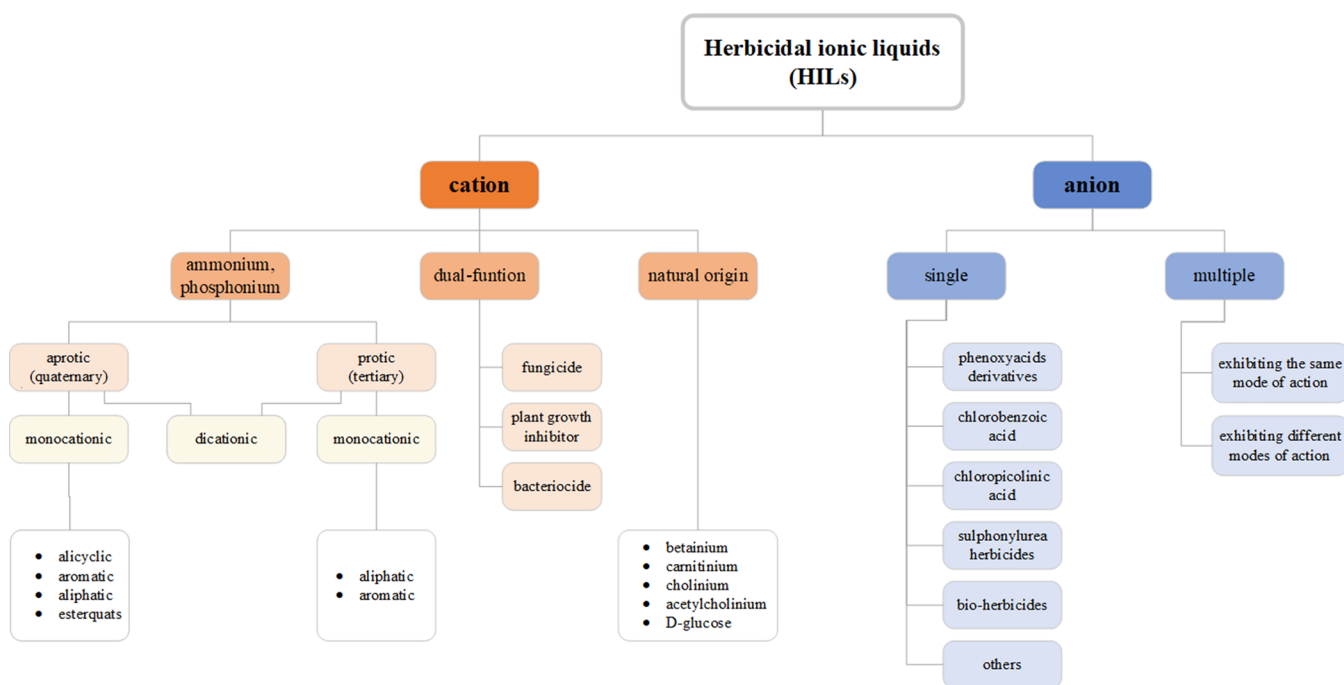 Herbicidal ionic liquids
(HILs)
cation
anion
ammonium,
phosphonium
dual-funtion
natural origin
single
multiple
aprotic
(quaternary)
protic
(tertiary)
fungicide
phenoxyacids
derivatives
exhibiting the same
mode of action
monocationic
dicationic
monocationic
plant growth
inhibitor
chlorobenzoic
acid
exhibiting different
modes of action
bacteriocide
chloropicolinic
acid
• alicyclic
• aromatic
• aliphatic
• esterquats
• aliphatic
• aromatic
• betainium
• carnitinium
• cholinium
• acetylcholinium
• D-glucose
sulphonylurea
herbicides
bio-herbicides
others